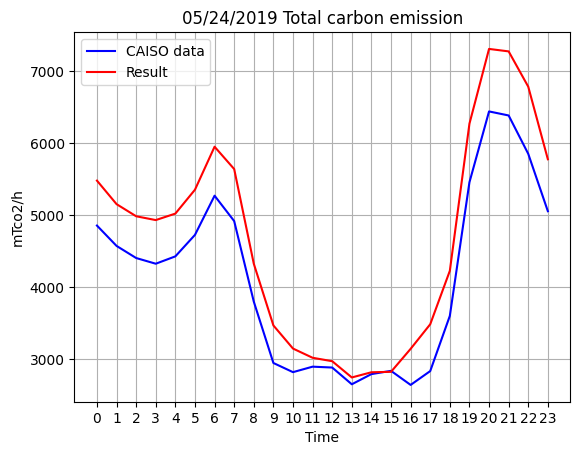 05/24/2019 Total carbon emission
CAISO data
Result
7000
6000
5000
4000
3000
mTco2/h
0 1 2 3 4 5 6 7 8 9 10 11 12 13 14 15 16 17 18 19 20 21 22 23
Time